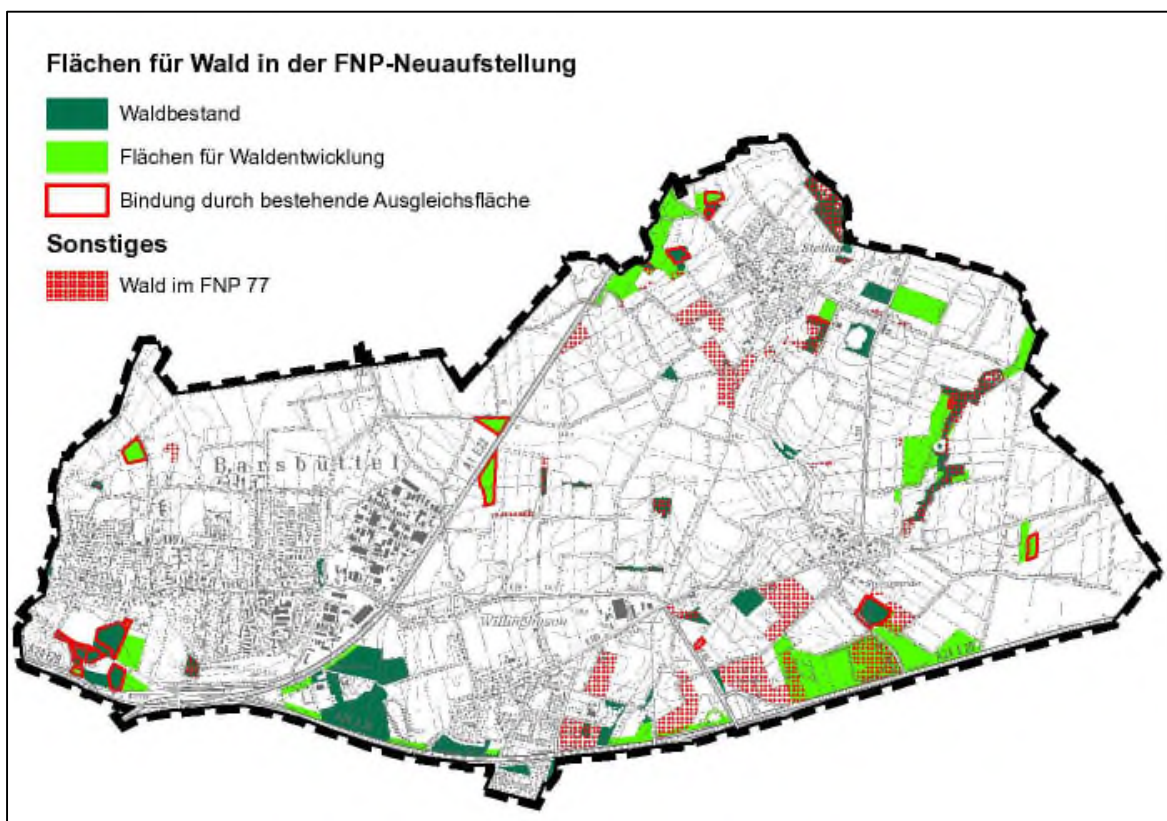 Flächen für Wald in der FNP-Neuaufstellung
Waldbestand
Flächen für Waldentwicklung
Bindung durch bestehende Ausgleichsfläche
Sonstiges
Wald im FNP 77
Barsbüttel
Willinghusen